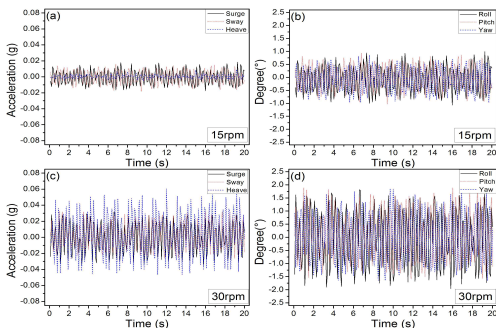 (a)
Surge
Sway
Heave
Acceleration (g)
0.08
0.06
0.04
0.02
0.00
-0.02
-0.04
-0.06
-0.08
15rpm
0 2 4 6 8 10 12 14 16 18 20
Time (s)
(b)
Roll
Pitch
Yaw
Degree(°)
2.5
2.0
1.5
1.0
0.5
0.0
-0.5
-1.0
-1.5
-2.0
-2.5
15rpm
0 2 4 6 8 10 12 14 16 18 20
Time (s)
(c)
Surge
Sway
Heave
Acceleration (g)
0.08
0.06
0.04
0.02
0.00
-0.02
-0.04
-0.06
-0.08
30rpm
0 2 4 6 8 10 12 14 16 18 20
Time (s)
(d)
Roll
Pitch
Yaw
Degree(°)
2.5
2.0
1.5
1.0
0.5
0.0
-0.5
-1.0
-1.5
-2.0
-2.5
30rpm
0 2 4 6 8 10 12 14 16 18 20
Time (s)